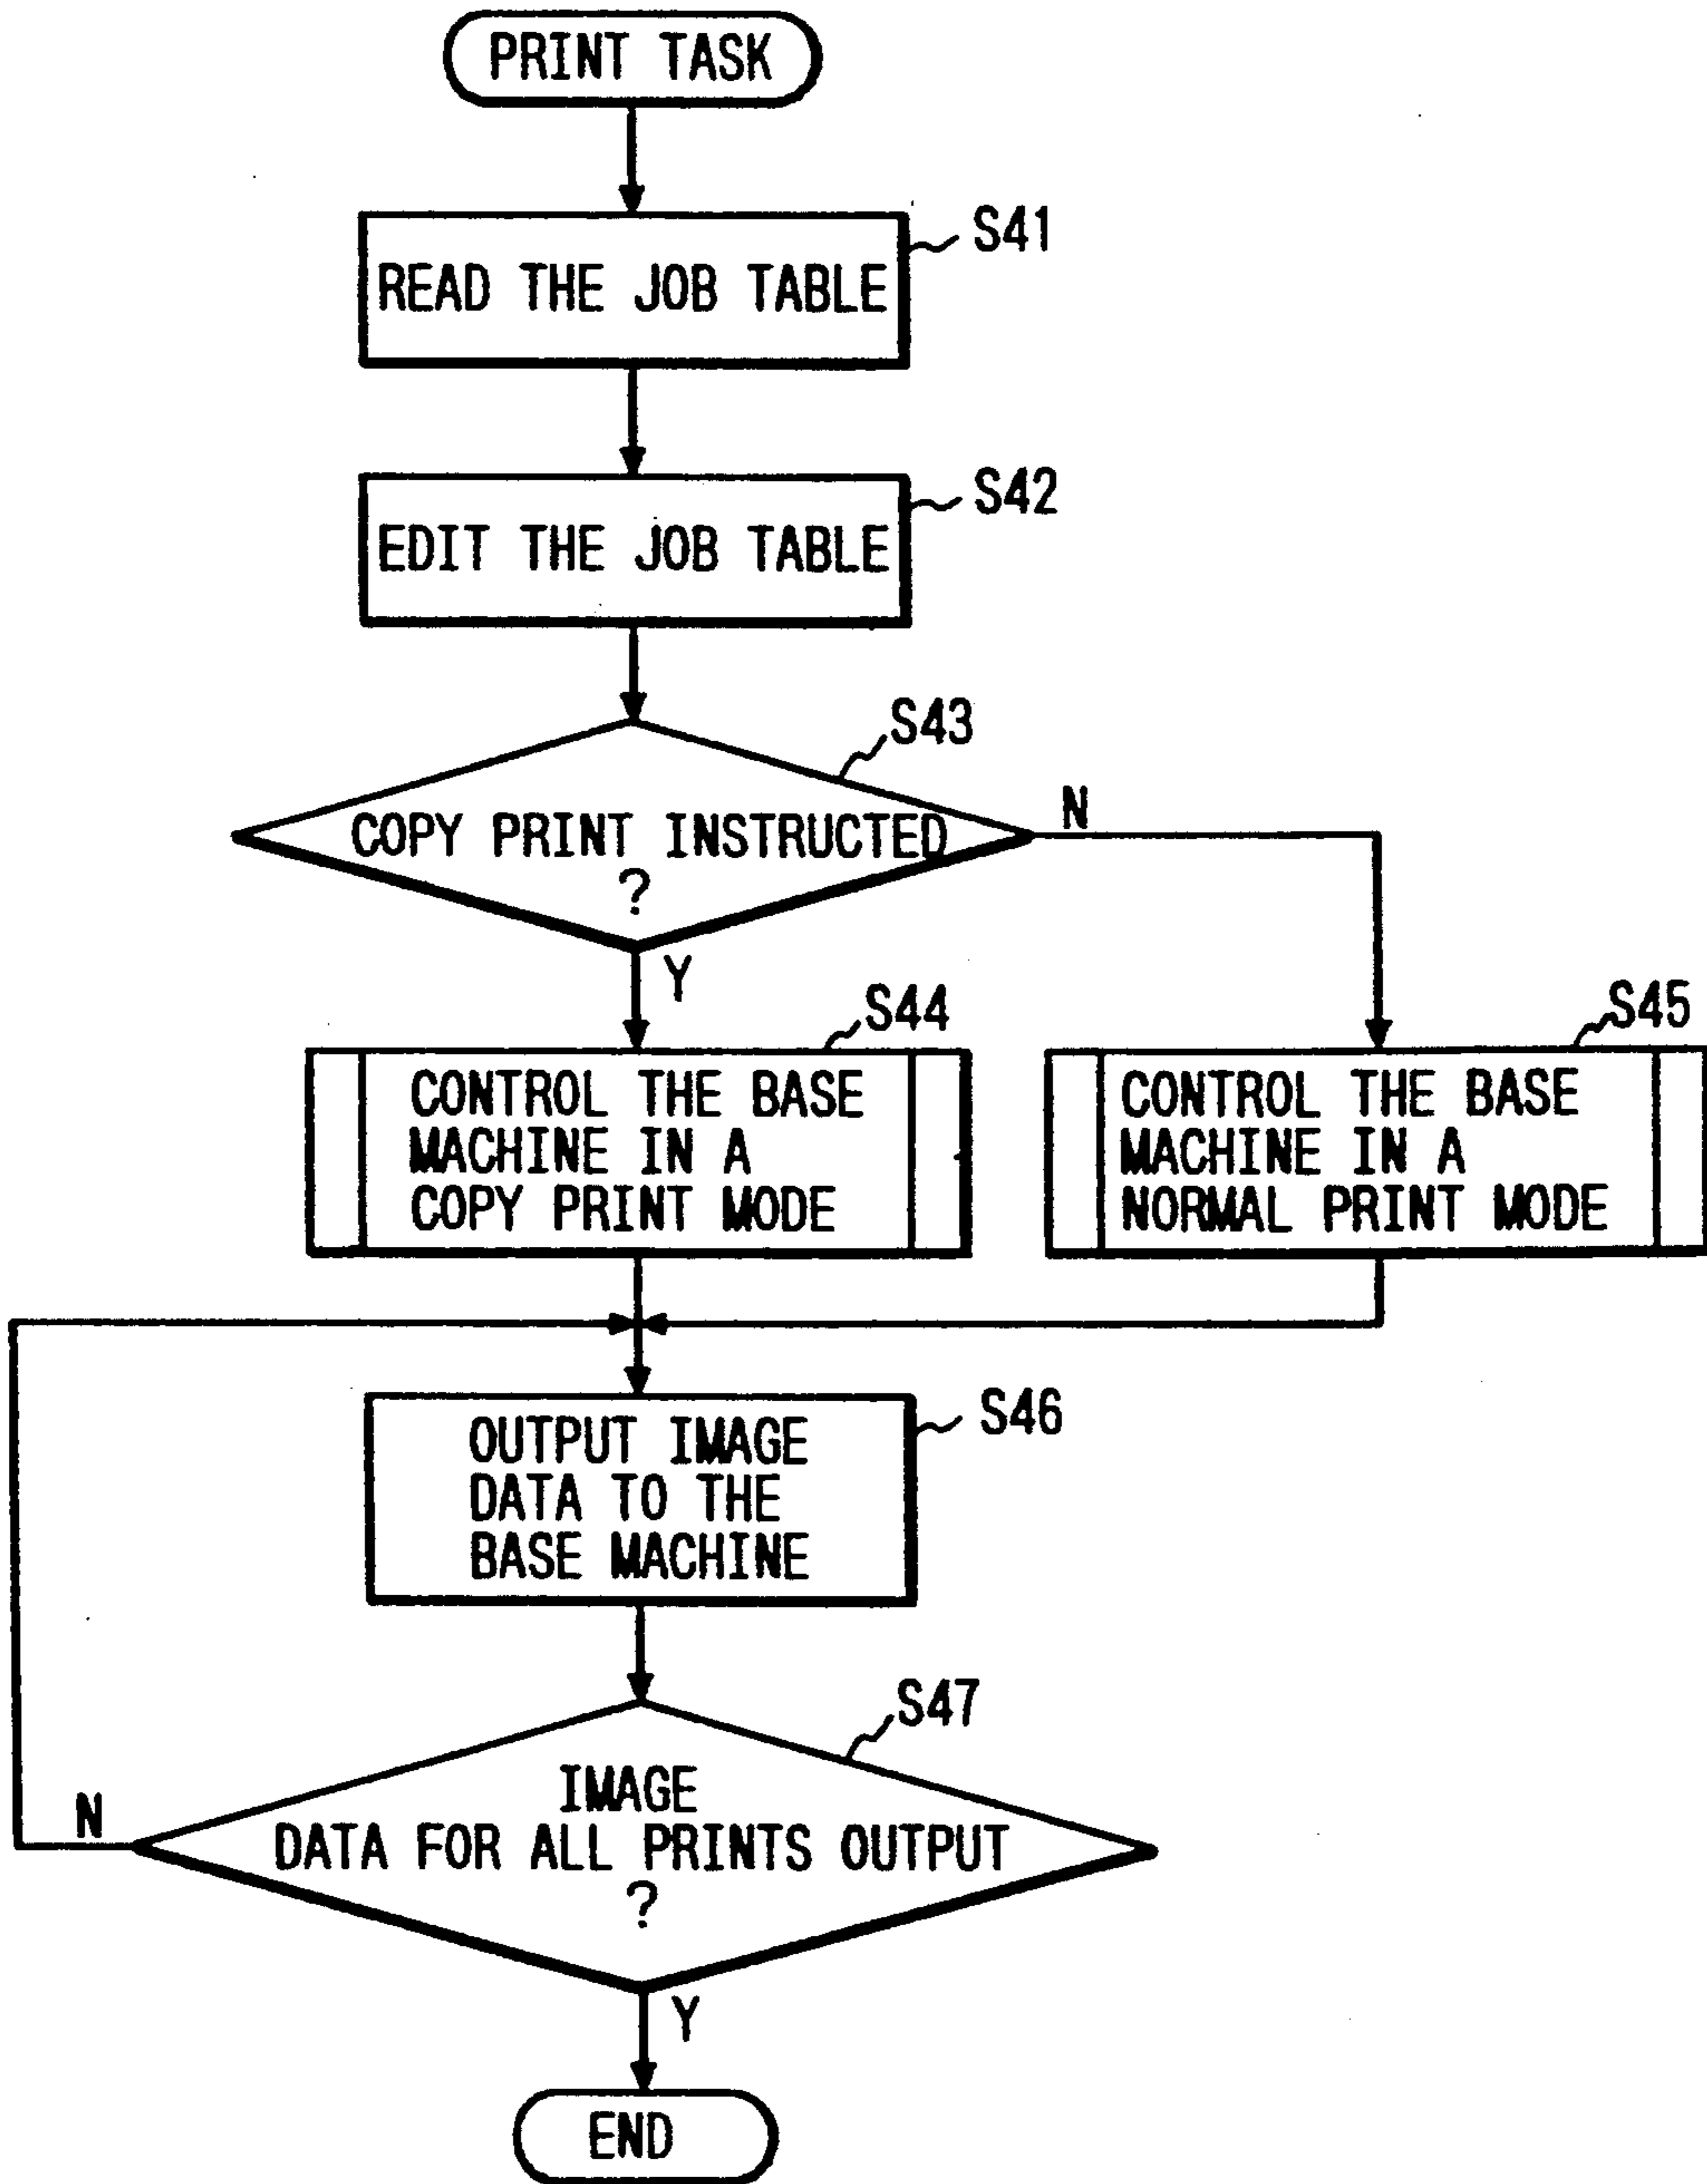 PRINT TASK
S41
READ THE JOB TABLE
S42
EDIT THE JOB TABLE
S43
COPY PRINT INSTRUCTED
?
N
Y
S44
CONTROL THE BASE
MACHINE IN A
COPY PRINT MODE
S45
CONTROL THE BASE
MACHINE IN A
NORMAL PRINT MODE
S46
OUTPUT IMAGE
DATA TO THE
BASE MACHINE
S47
IMAGE
DATA FOR ALL PRINTS OUTPUT
?
N
Y
END